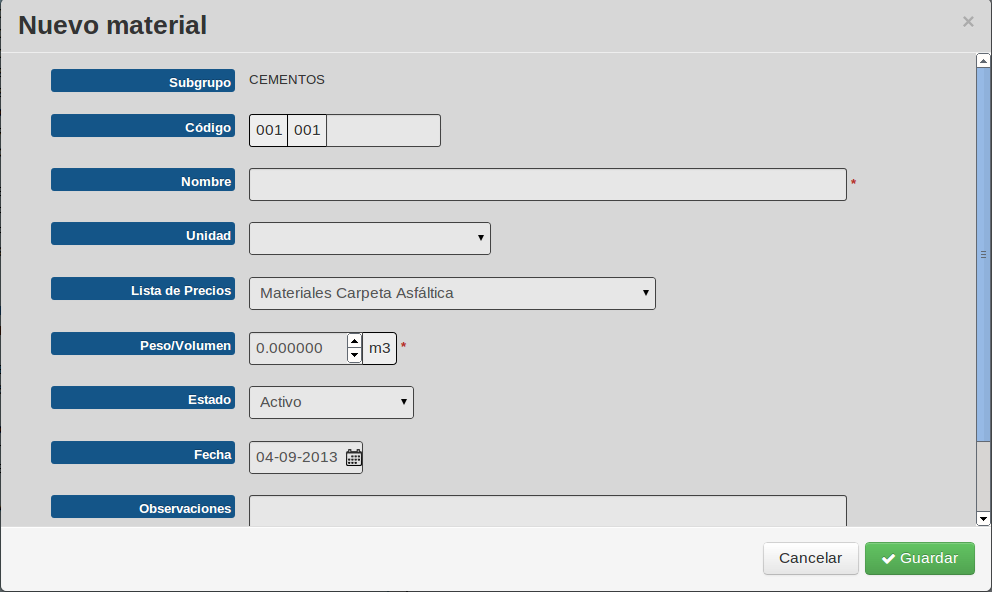 Nuevo material ×
Subgrupo CEMENTOS
Código 001 001
Nombre *
Unidad
Lista de Precios Materiales Carpeta Asfáltica
Peso/Volumen 0.000000 m3 *
Estado Activo
Fecha 04-09-2013
Observaciones
Cancelar Guardar